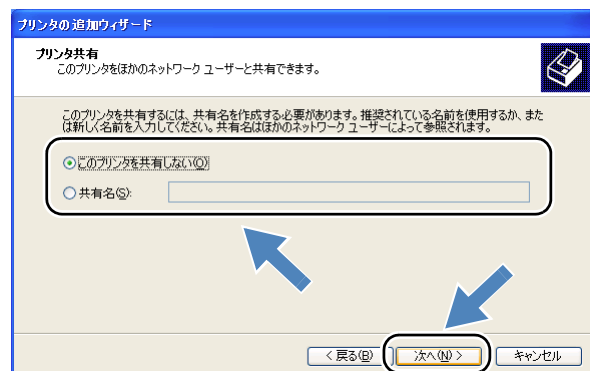 プリンタの追加ウィザード
プリンタ共有
このプリンタをほかのネットワーク ユーザーと共有できます。
このプリンタを共有するには、共有名を作成する必要があります。推奨されている名前を使用するか、また
は新しく名前を入力してください。共有名はほかのネットワーク ユーザーによって参照されます。
このプリンタを共有しない(O)
共有名(S):
< 戻る(B) 次へ(N) > キャンセル